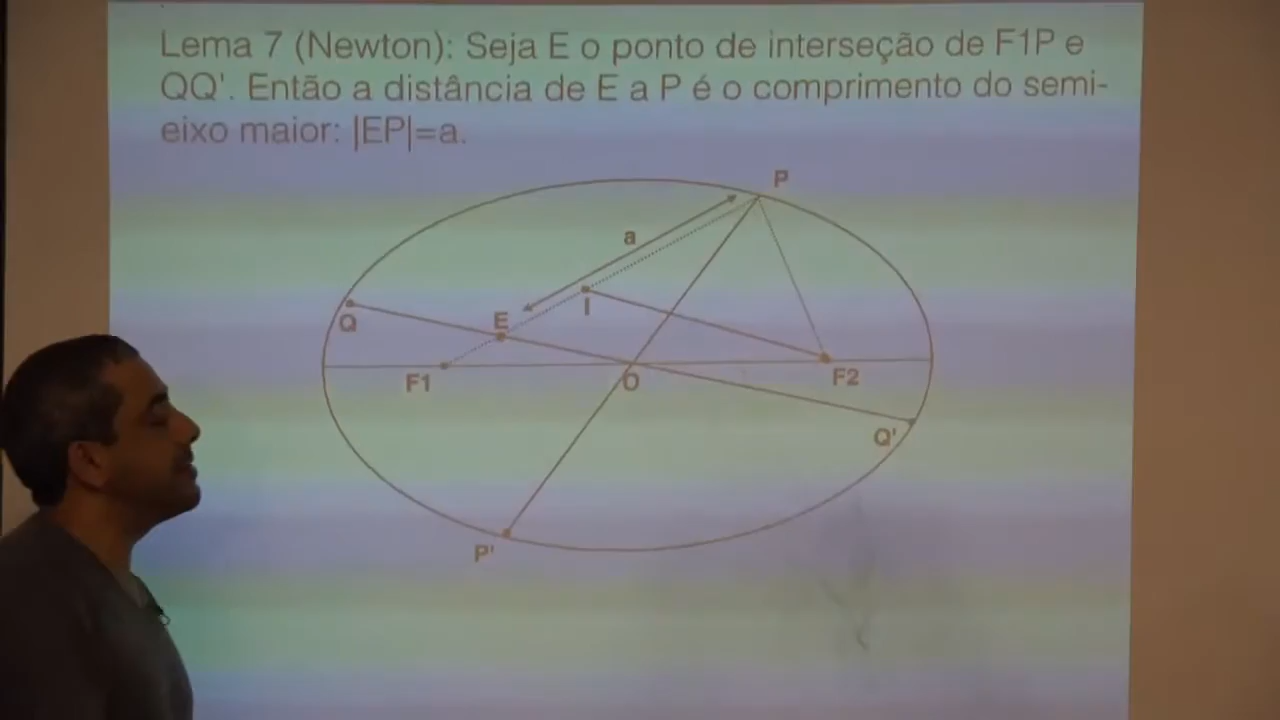 Lema 7 (Newton): Seja E o ponto de interseção de F1P e
QQ'. Então a distância de E a P é o comprimento do semi-
eixo maior: |EP|=a.
P
a
I
E
Q
F1
O
F2
Q'
P'